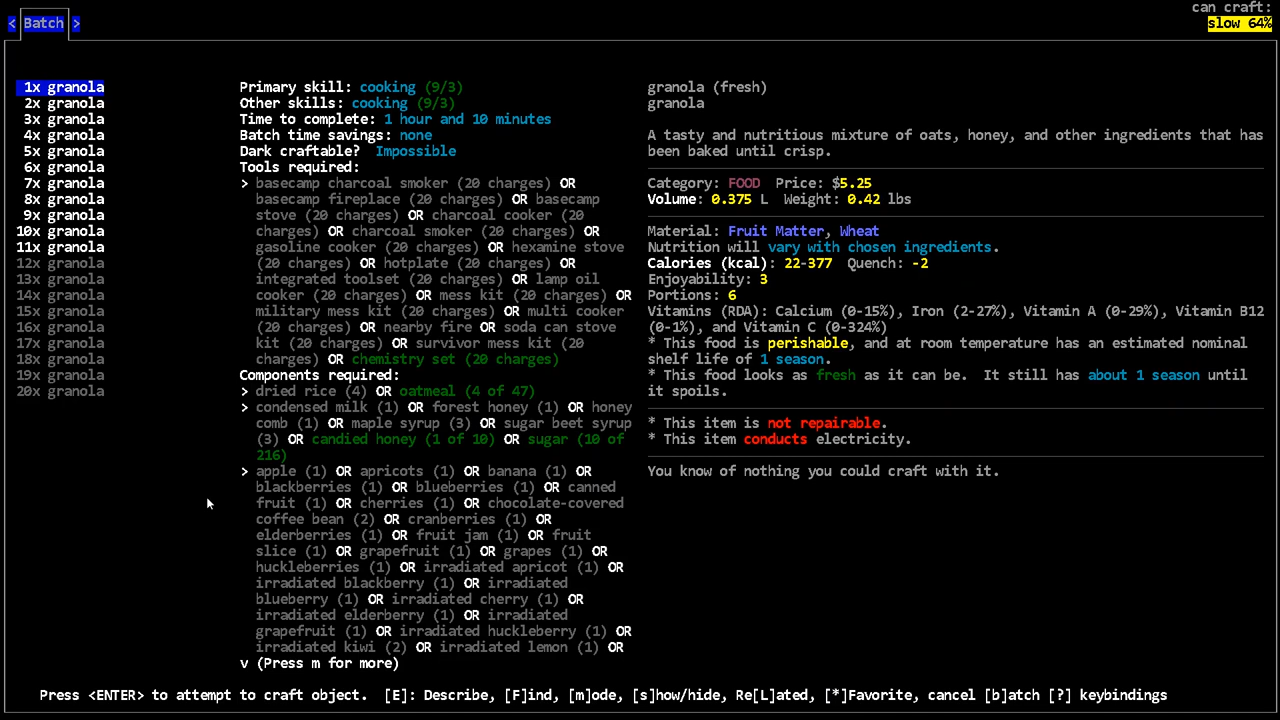 can craft:
< Batch >
slow 64%
1x granola
2x granola
3x granola
4x granola
5x granola
6x granola
7x granola
8x granola
9x granola
10x granola
11x granola
12x granola
13x granola
14x granola
15x granola
16x granola
17x granola
18x granola
19x granola
20x granola
Primary skill: cooking (9/3)
Other skills: cooking (9/3)
Time to complete: 1 hour and 10 minutes
Batch time savings: none
Dark craftable?  Impossible
Tools required:
> basecamp charcoal smoker (20 charges) OR
basecamp fireplace (20 charges) OR basecamp
stove (20 charges) OR charcoal cooker (20
charges) OR charcoal smoker (20 charges) OR
gasoline cooker (20 charges) OR hexamine stove
(20 charges) OR hotplate (20 charges) OR
integrated toolset (20 charges) OR lamp oil
cooker (20 charges) OR mess kit (20 charges) OR
military mess kit (20 charges) OR multi cooker
(20 charges) OR nearby fire OR soda can stove
kit (20 charges) OR survivor mess kit (20
charges) OR chemistry set (20 charges)
Components required:
> dried rice (4) OR oatmeal (4 of 47)
> condensed milk (1) OR forest honey (1) OR honey
comb (1) OR maple syrup (3) OR sugar beet syrup
(3) OR candied honey (1 of 10) OR sugar (10 of
216)
> apple (1) OR apricots (1) OR banana (1) OR
blackberries (1) OR blueberries (1) OR canned
fruit (1) OR cherries (1) OR chocolate-covered
coffee bean (2) OR cranberries (1) OR
elderberries (1) OR fruit jam (1) OR fruit
slice (1) OR grapefruit (1) OR grapes (1) OR
huckleberries (1) OR irradiated apricot (1) OR
irradiated blackberry (1) OR irradiated
blueberry (1) OR irradiated cherry (1) OR
irradiated elderberry (1) OR irradiated
grapefruit (1) OR irradiated huckleberry (1) OR
irradiated kiwi (2) OR irradiated lemon (1) OR
v (Press m for more)
granola (fresh)
granola
A tasty and nutritious mixture of oats, honey, and other ingredients that has
been baked until crisp.
Category: FOOD  Price: $5.25
Volume: 0.375 L  Weight: 0.42 lbs
Material: Fruit Matter, Wheat
Nutrition will vary with chosen ingredients.
Calories (kcal): 22-377  Quench: -2
Enjoyability: 3
Portions: 6
Vitamins (RDA): Calcium (0-15%), Iron (2-27%), Vitamin A (0-29%), Vitamin B12
(0-1%), and Vitamin C (0-324%)
* This food is perishable, and at room temperature has an estimated nominal
shelf life of 1 season.
* This food looks as fresh as it can be.  It still has about 1 season until
it spoils.
* This item is not repairable.
* This item conducts electricity.
You know of nothing you could craft with it.
Press <ENTER> to attempt to craft object.  [E]: Describe, [F]ind, [m]ode, [s]how/hide, Re[L]ated, [*]Favorite, cancel [b]atch [?] keybindings